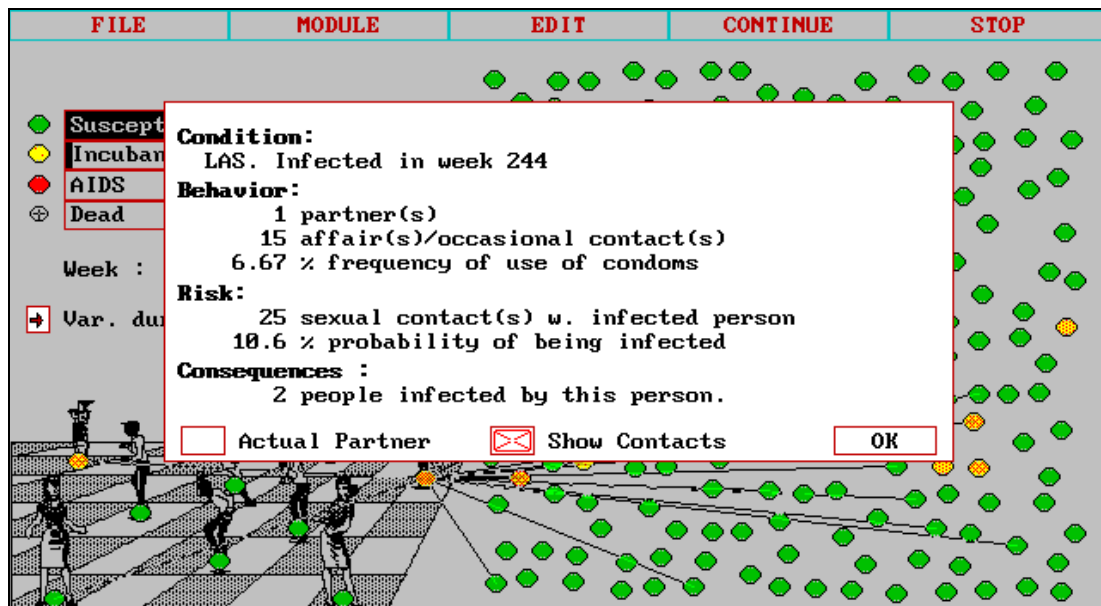 FILE MODULE EDIT CONTINUE STOP
Suscept
Incuban
AIDS
Dead
Week :
Var. dur
Condition:
LAS. Infected in week 244
Behavior:
1 partner(s)
15 affair(s)/occasional contact(s)
6.67 % frequency of use of condoms
Risk:
25 sexual contact(s) w. infected person
10.6 % probability of being infected
Consequences :
2 people infected by this person.
Actual Partner Show Contacts OK